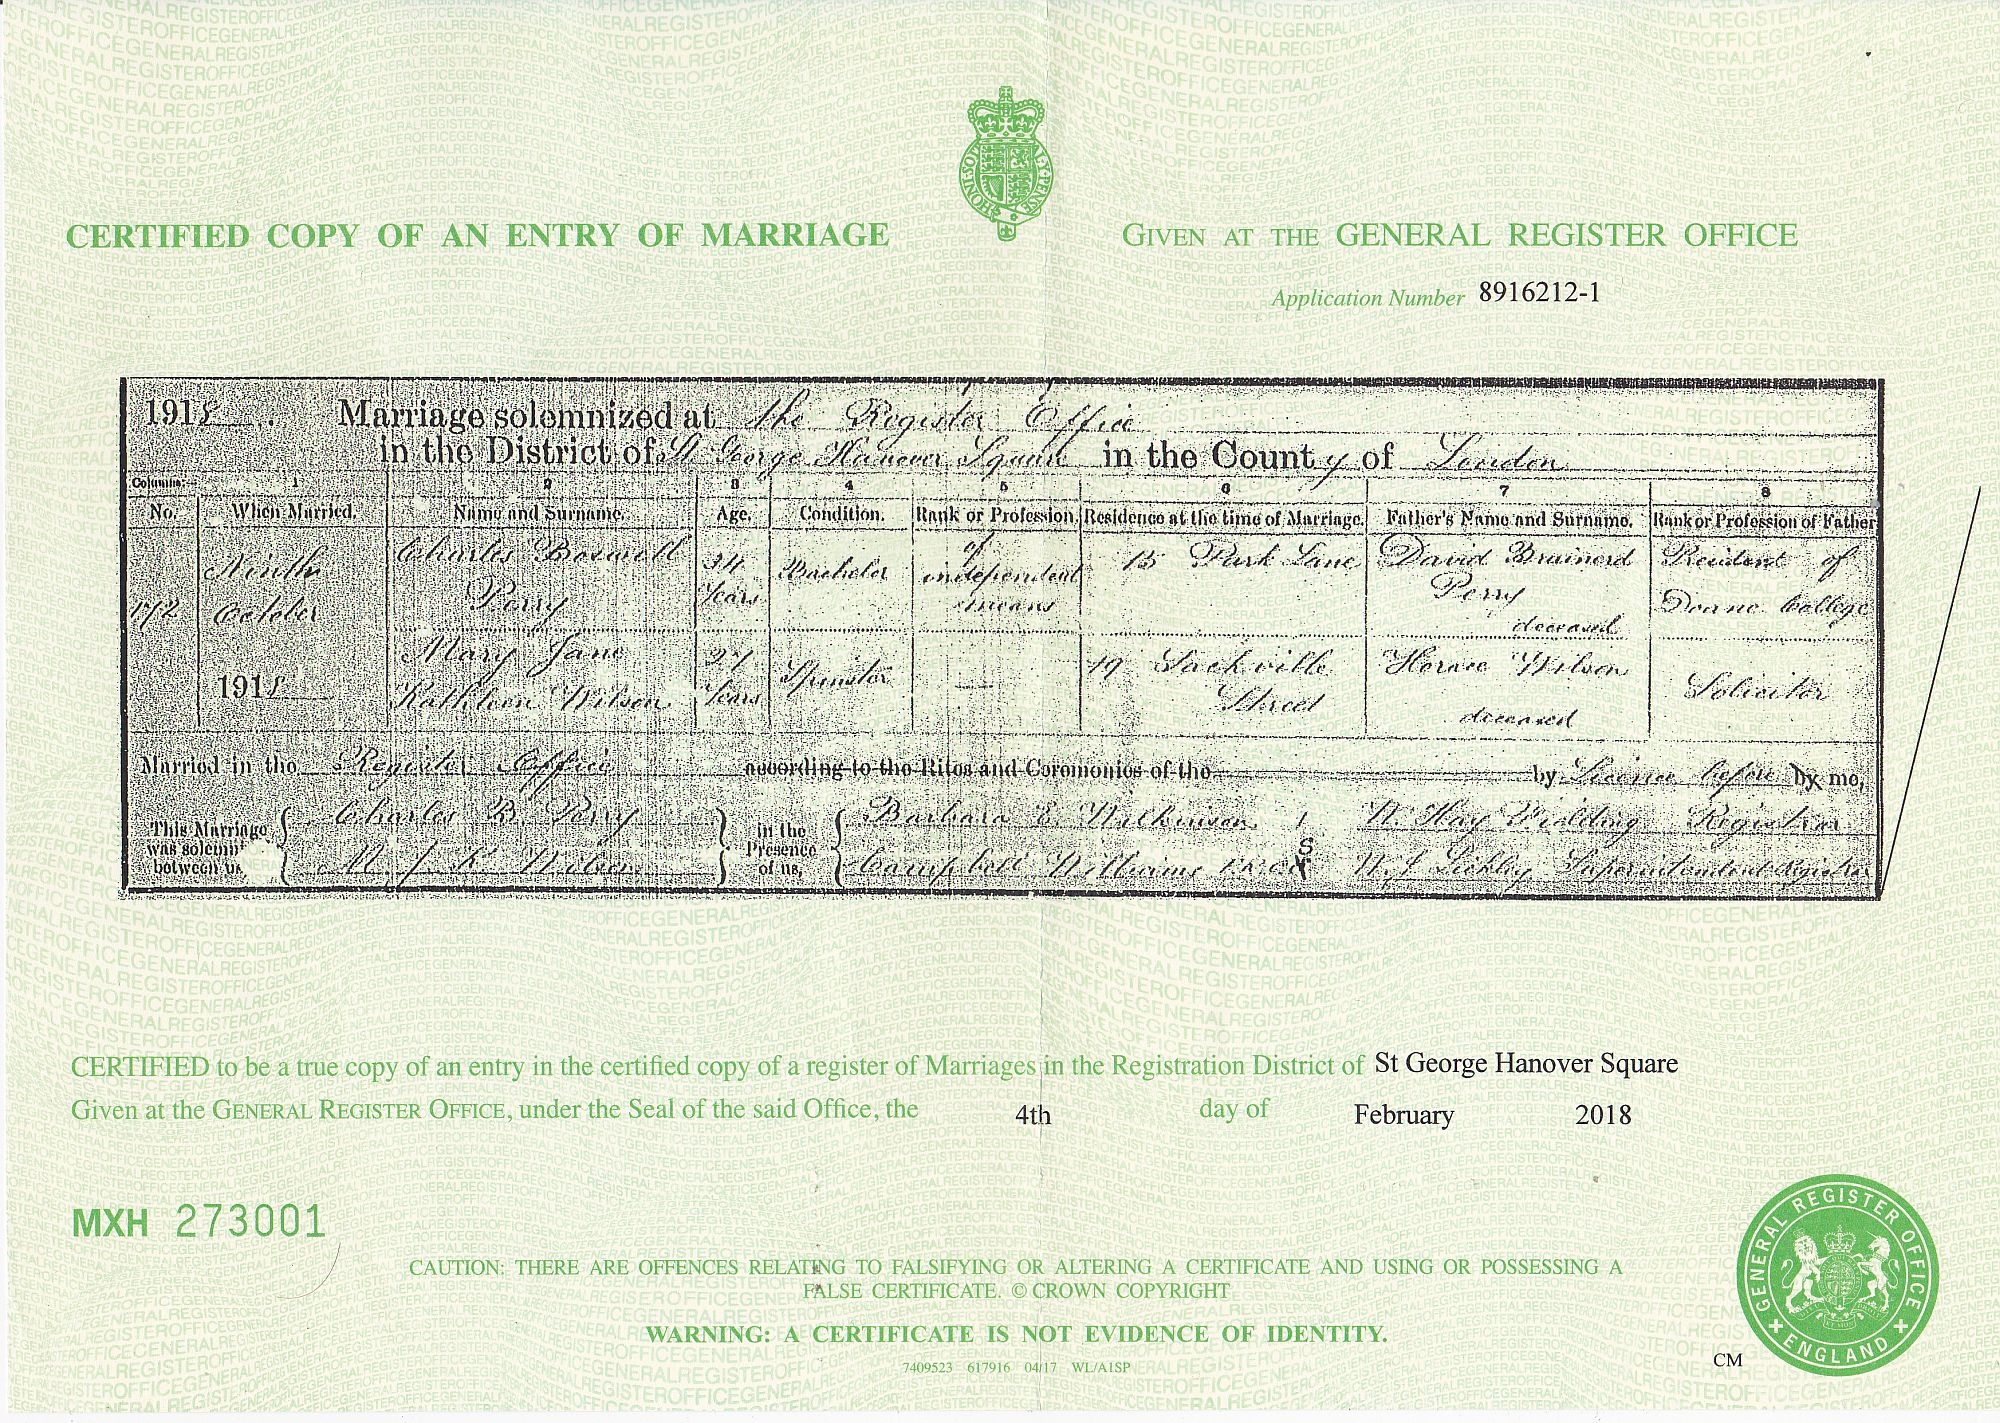 CERTIFIED COPY OF AN ENTRY OF MARRIAGE
GIVEN AT THE GENERAL REGISTER OFFICE
Application Number 8916212-1
1918. Marriage solemnized at the Register Office
in the District of St George Hanover Square in the County of London
Columns:— 1 2 3 4 5 6 7 8
No. When Married. Name and Surname. Age. Condition. Rank or Profession. Residence at the time of Marriage. Father's Name and Surname. Rank or Profession of Father
172 Ninth October 1918
Charles Boswell Perry 34 Years Bachelor of independent means 15 Park Lane David Brainerd Perry deceased President of Doane College
Mary Jane Kathleen Wilson 27 Years Spinster — 19 Sackville Street Horace Wilson deceased Solicitor
Married in the Register Office according to the Rites and Ceremonies of the by Licence before by me,
This Marriage was solemn between us,
Charles B. Perry
M. J. K. Wilson
in the Presence of us,
Barbara E. Wilkinson
Campbell Williams
W. Hay Fielding Registrar
Superintendent Registrar
CERTIFIED to be a true copy of an entry in the certified copy of a register of Marriages in the Registration District of St George Hanover Square
Given at the GENERAL REGISTER OFFICE, under the Seal of the said Office, the 4th day of February 2018
MXH 273001
CAUTION: THERE ARE OFFENCES RELATING TO FALSIFYING OR ALTERING A CERTIFICATE AND USING OR POSSESSING A
FALSE CERTIFICATE. © CROWN COPYRIGHT
WARNING: A CERTIFICATE IS NOT EVIDENCE OF IDENTITY.
7409523 617916 04/17 WL/A1SP
CM
GENERAL REGISTER OFFICE
ENGLAND